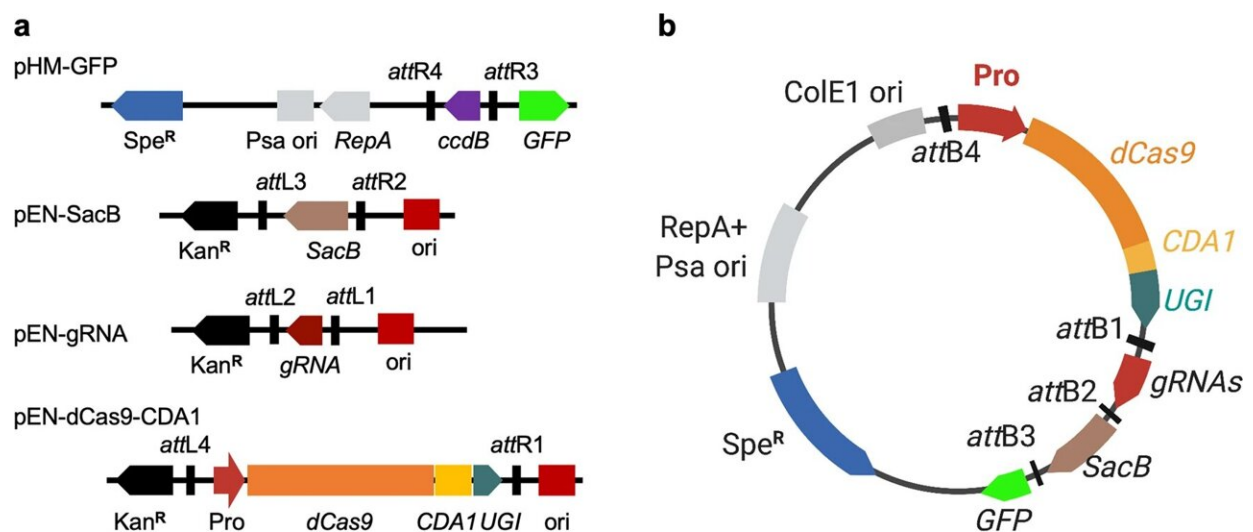 a
pHM-GFP
attR4 attR3
Speᴿ Psa ori RepA ccdB GFP
attL3 attR2
pEN-SacB
Kanᴿ SacB ori
attL2 attL1
pEN-gRNA
Kanᴿ gRNA ori
pEN-dCas9-CDA1
attL4 attR1
Kanᴿ Pro dCas9 CDA1 UGI ori
b
Pro
ColE1 ori
attB4
dCas9
CDA1
RepA+
Psa ori
UGI
attB1
gRNAs
attB2
attB3
SacB
Speᴿ
GFP